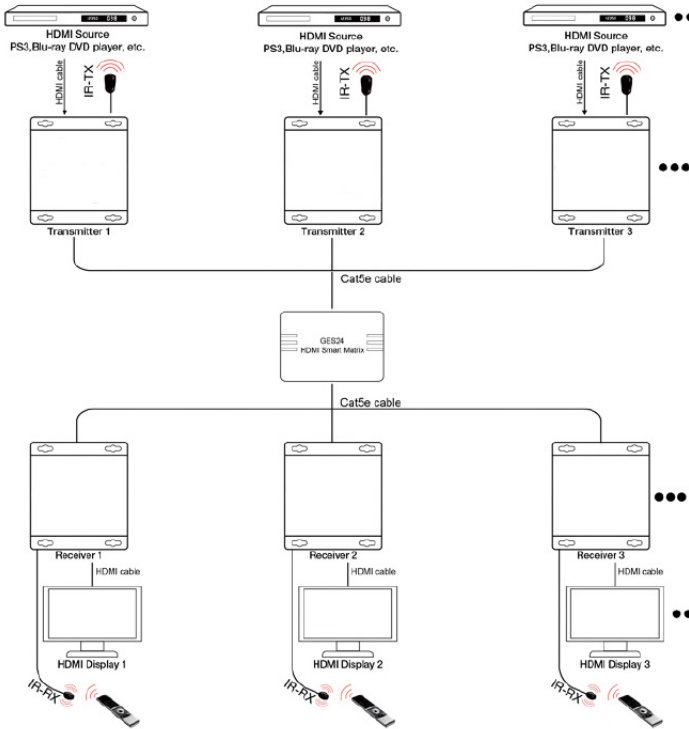 HDMI Source
PS3,Blu-ray DVD player, etc.
HDMI Source
PS3,Blu-ray DVD player, etc.
HDMI Source
PS3,Blu-ray DVD player, etc.
HDMI cable
IR-TX
HDMI cable
IR-TX
HDMI cable
IR-TX
Transmitter 1
Transmitter 2
Transmitter 3
Cat5e cable
GES24
HDMI Smart Matrix
Cat5e cable
Receiver 1
Receiver 2
Receiver 3
HDMI cable
HDMI cable
HDMI cable
HDMI Display 1
HDMI Display 2
HDMI Display 3
IR-RX
IR-RX
IR-RX